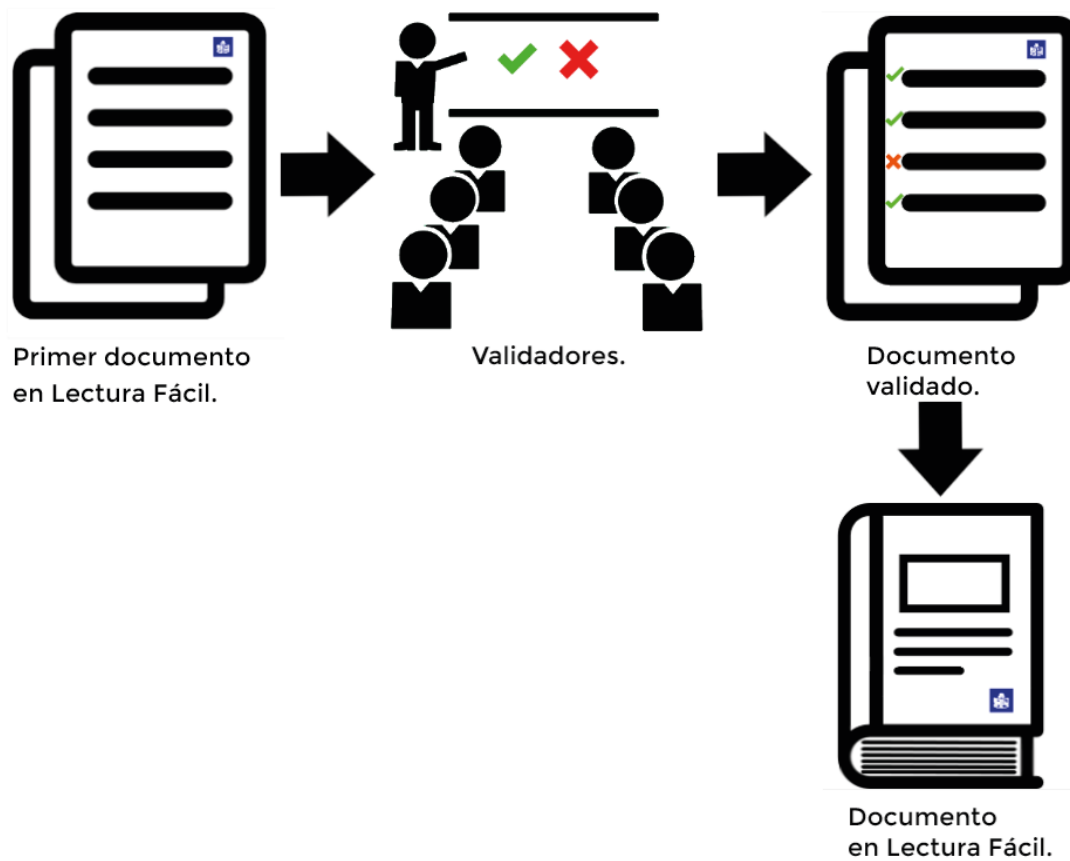 Primer documento
en Lectura Fácil.
Validadores.
Documento
validado.
Documento
en Lectura Fácil.